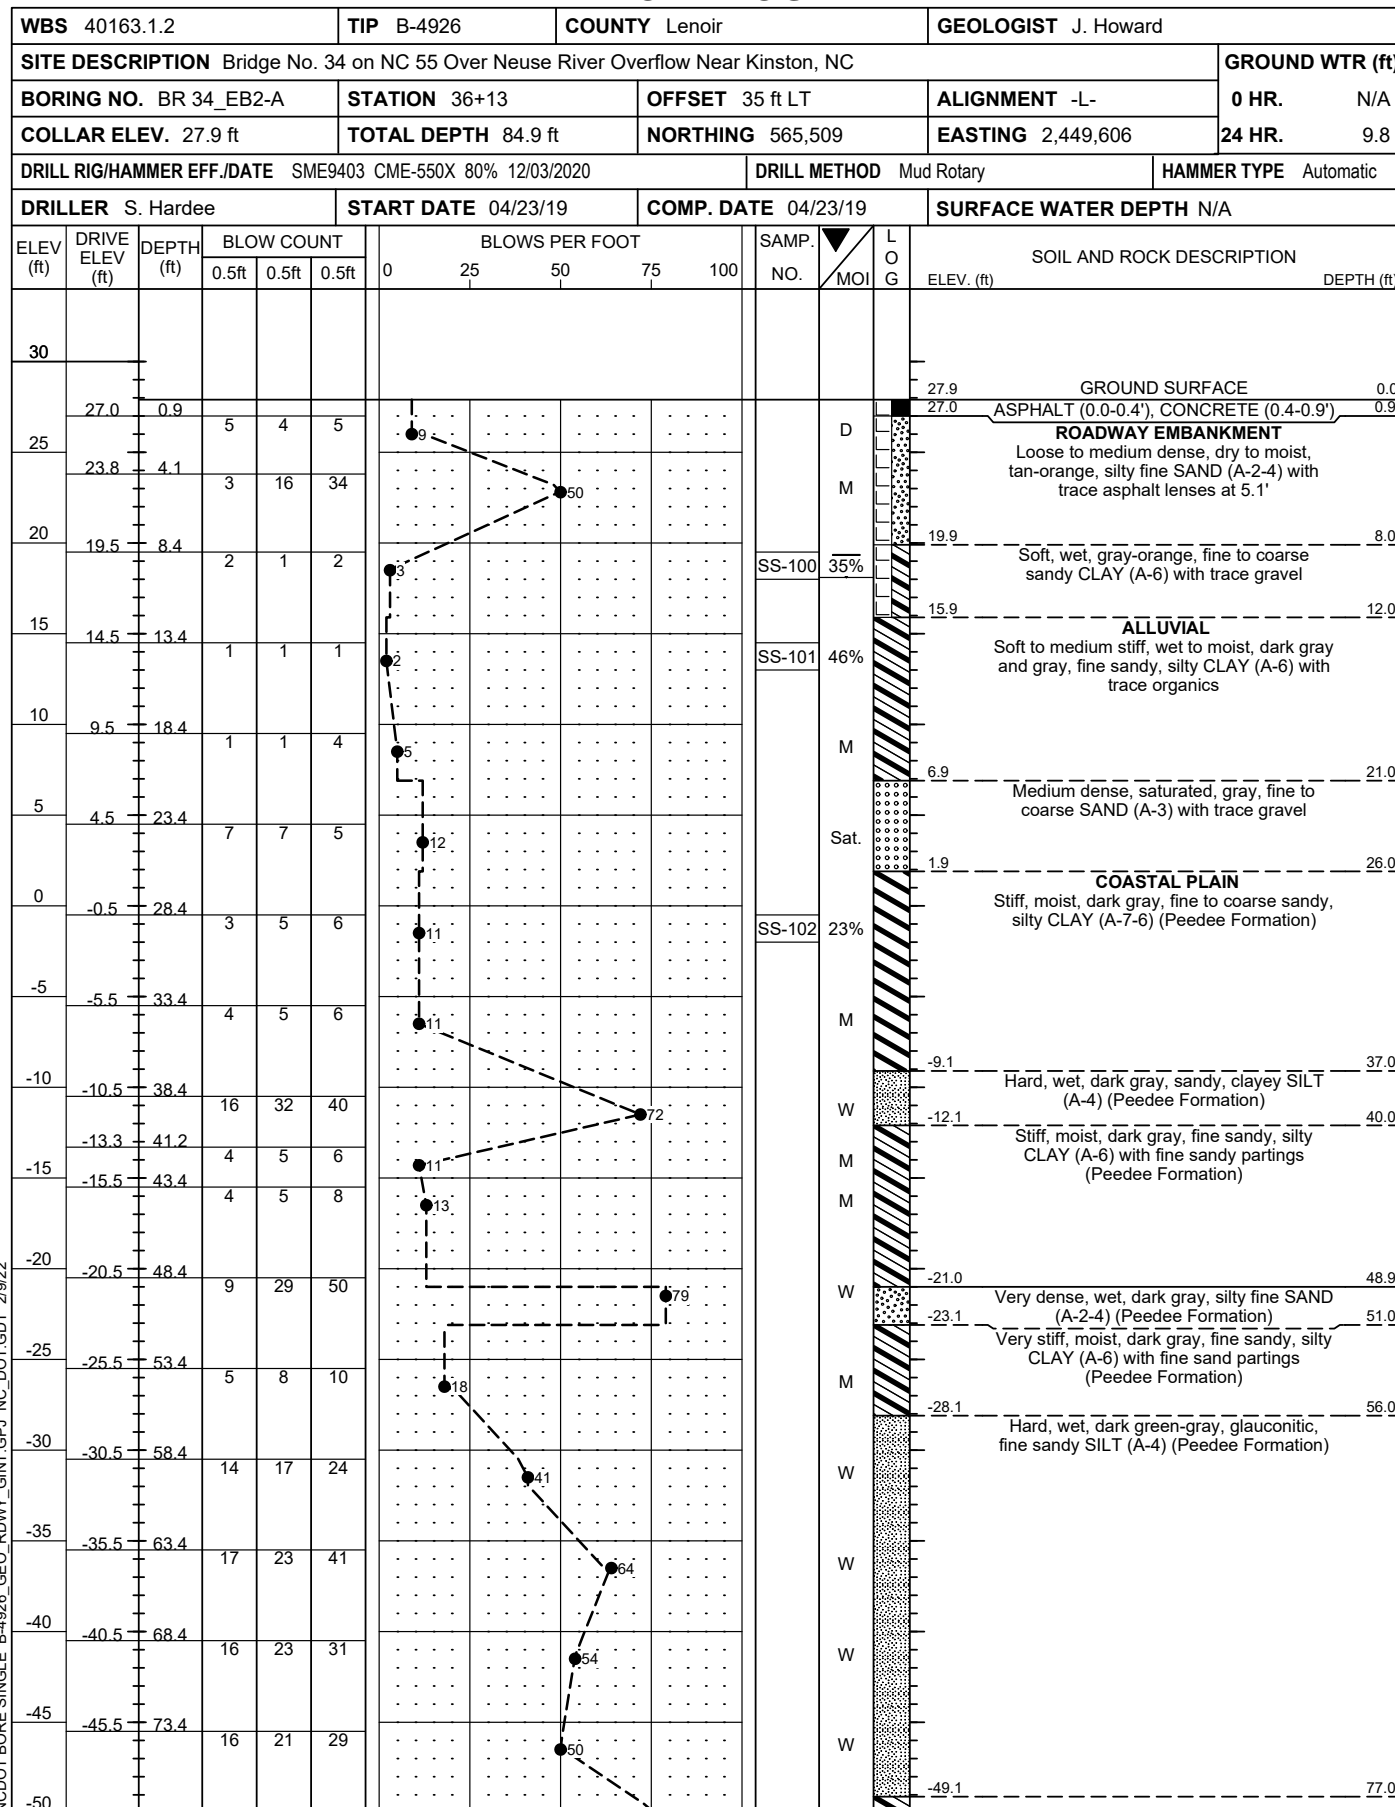 WBS 40163.1.2 TIP B-4926 COUNTY Lenoir GEOLOGIST J. Howard
SITE DESCRIPTION Bridge No. 34 on NC 55 Over Neuse River Overflow Near Kinston, NC GROUND WTR (ft)
BORING NO. BR 34_EB2-A STATION 36+13 OFFSET 35 ft LT ALIGNMENT -L- 0 HR. N/A
COLLAR ELEV. 27.9 ft TOTAL DEPTH 84.9 ft NORTHING 565,509 EASTING 2,449,606 24 HR. 9.8
DRILL RIG/HAMMER EFF./DATE SME9403 CME-550X 80% 12/03/2020 DRILL METHOD Mud Rotary HAMMER TYPE Automatic
DRILLER S. Hardee START DATE 04/23/19 COMP. DATE 04/23/19 SURFACE WATER DEPTH N/A
ELEV (ft) DRIVE ELEV (ft) DEPTH (ft) BLOW COUNT BLOWS PER FOOT SAMP. NO. MOI LOG SOIL AND ROCK DESCRIPTION
0.5ft 0.5ft 0.5ft 0 25 50 75 100 ELEV. (ft) DEPTH (ft)
30
27.9 GROUND SURFACE 0.0
27.0 0.9 27.0 ASPHALT (0.0-0.4'), CONCRETE (0.4-0.9') 0.9
5 4 5 9 D
ROADWAY EMBANKMENT
25 Loose to medium dense, dry to moist,
23.8 4.1 tan-orange, silty fine SAND (A-2-4) with
3 16 34 50 M trace asphalt lenses at 5.1'
20 19.9 8.0
19.5 8.4 Soft, wet, gray-orange, fine to coarse
2 1 2 3 SS-100 35% sandy CLAY (A-6) with trace gravel
15.9 12.0
15 ALLUVIAL
14.5 13.4 Soft to medium stiff, wet to moist, dark gray
1 1 1 2 SS-101 46% and gray, fine sandy, silty CLAY (A-6) with
trace organics
10
9.5 18.4
1 1 4 5 M
6.9 21.0
5 Medium dense, saturated, gray, fine to
4.5 23.4 coarse SAND (A-3) with trace gravel
7 7 5 12 Sat.
1.9 26.0
COASTAL PLAIN
0 Stiff, moist, dark gray, fine to coarse sandy,
-0.5 28.4 silty CLAY (A-7-6) (Peedee Formation)
3 5 6 11 SS-102 23%
-5
-5.5 33.4
4 5 6 11 M
-9.1 37.0
-10 Hard, wet, dark gray, sandy, clayey SILT
-10.5 38.4 (A-4) (Peedee Formation)
16 32 40 72 W
-12.1 40.0
-13.3 41.2 Stiff, moist, dark gray, fine sandy, silty
4 5 6 11 M CLAY (A-6) with fine sandy partings
-15 (Peedee Formation)
-15.5 43.4
4 5 8 13 M
-20
-20.5 48.4 -21.0 48.9
9 29 50 79 W Very dense, wet, dark gray, silty fine SAND
-23.1 (A-2-4) (Peedee Formation) 51.0
-25 Very stiff, moist, dark gray, fine sandy, silty
-25.5 53.4 CLAY (A-6) with fine sand partings
5 8 10 18 M (Peedee Formation)
-28.1 56.0
-30 Hard, wet, dark green-gray, glauconitic,
-30.5 58.4 fine sandy SILT (A-4) (Peedee Formation)
14 17 24 41 W
-35
-35.5 63.4
17 23 41 64 W
-40
-40.5 68.4
16 23 31 54 W
-45
-45.5 73.4
16 21 29 50 W
-50 -49.1 77.0
NCDOT BORE SINGLE B-4926_GEO_RDWY_GINT.GPJ NC_DOT.GDT 2/9/22